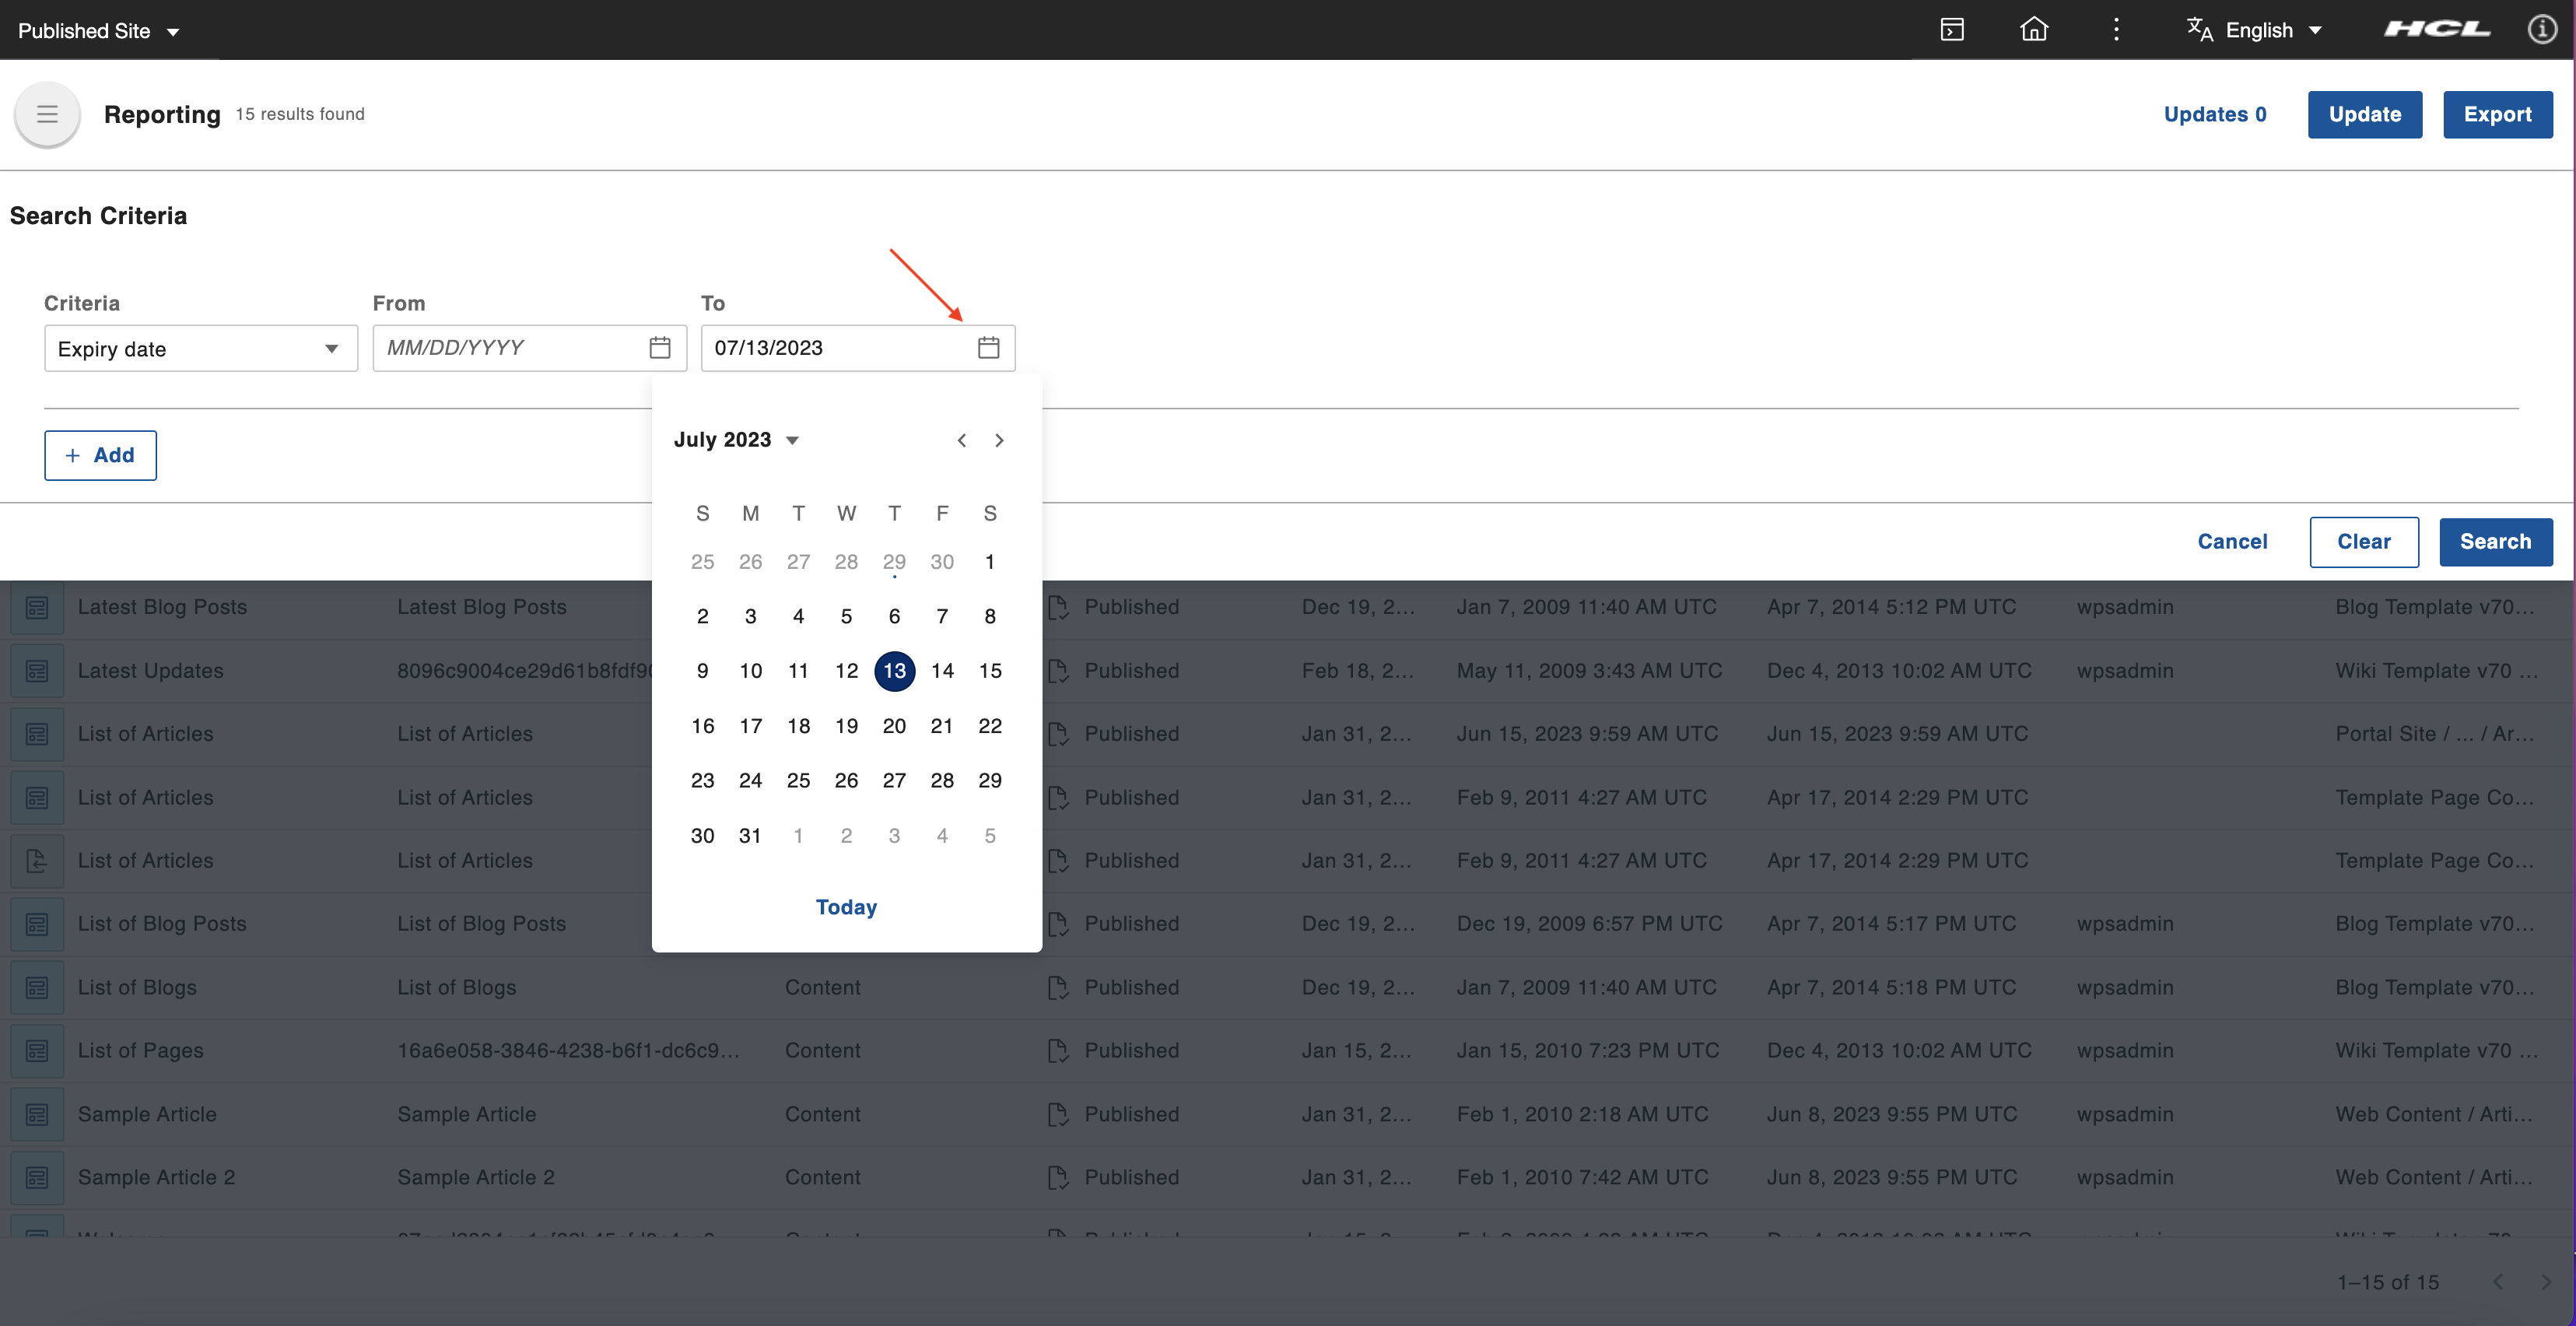 Published Site English HCL
Reporting 15 results found Updates 0 Update Export
Search Criteria
Criteria From To
Expiry date MM/DD/YYYY 07/13/2023
+ Add
July 2023
S M T W T F S
25 26 27 28 29 30 1
2 3 4 5 6 7 8
9 10 11 12 13 14 15
16 17 18 19 20 21 22
23 24 25 26 27 28 29
30 31 1 2 3 4 5
Today
Cancel Clear Search
Latest Blog Posts Latest Blog Posts Published Dec 19, 2... Jan 7, 2009 11:40 AM UTC Apr 7, 2014 5:12 PM UTC wpsadmin Blog Template v70...
Latest Updates 8096c9004ce29d61b8fdf9 Published Feb 18, 2... May 11, 2009 3:43 AM UTC Dec 4, 2013 10:02 AM UTC wpsadmin Wiki Template v70 ...
List of Articles List of Articles Published Jan 31, 2... Jun 15, 2023 9:59 AM UTC Jun 15, 2023 9:59 AM UTC Portal Site / ... / Ar...
List of Articles List of Articles Published Jan 31, 2... Feb 9, 2011 4:27 AM UTC Apr 17, 2014 2:29 PM UTC Template Page Co...
List of Articles List of Articles Published Jan 31, 2... Feb 9, 2011 4:27 AM UTC Apr 17, 2014 2:29 PM UTC Template Page Co...
List of Blog Posts List of Blog Posts Published Dec 19, 2... Dec 19, 2009 6:57 PM UTC Apr 7, 2014 5:17 PM UTC wpsadmin Blog Template v70...
List of Blogs List of Blogs Content Published Dec 19, 2... Jan 7, 2009 11:40 AM UTC Apr 7, 2014 5:18 PM UTC wpsadmin Blog Template v70...
List of Pages 16a6e058-3846-4238-b6f1-dc6c9... Content Published Jan 15, 2... Jan 15, 2010 7:23 PM UTC Dec 4, 2013 10:02 AM UTC wpsadmin Wiki Template v70 ...
Sample Article Sample Article Content Published Jan 31, 2... Feb 1, 2010 2:18 AM UTC Jun 8, 2023 9:55 PM UTC wpsadmin Web Content / Arti...
Sample Article 2 Sample Article 2 Content Published Jan 31, 2... Feb 1, 2010 7:42 AM UTC Jun 8, 2023 9:55 PM UTC wpsadmin Web Content / Arti...
1–15 of 15